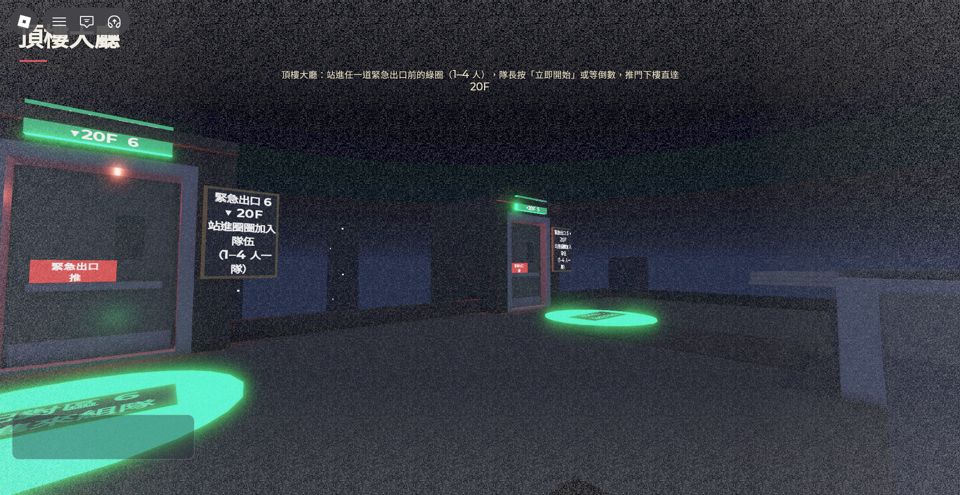 頂樓大廳
頂樓大廳：站進任一道緊急出口前的綠圈（1–4 人），隊長按「立即開始」或等倒數，推門下樓直達
20F
▼20F 6
緊急出口 6
▼ 20F
站進圈圈加入
隊伍
（1–4 人一
隊）
緊急出口
推